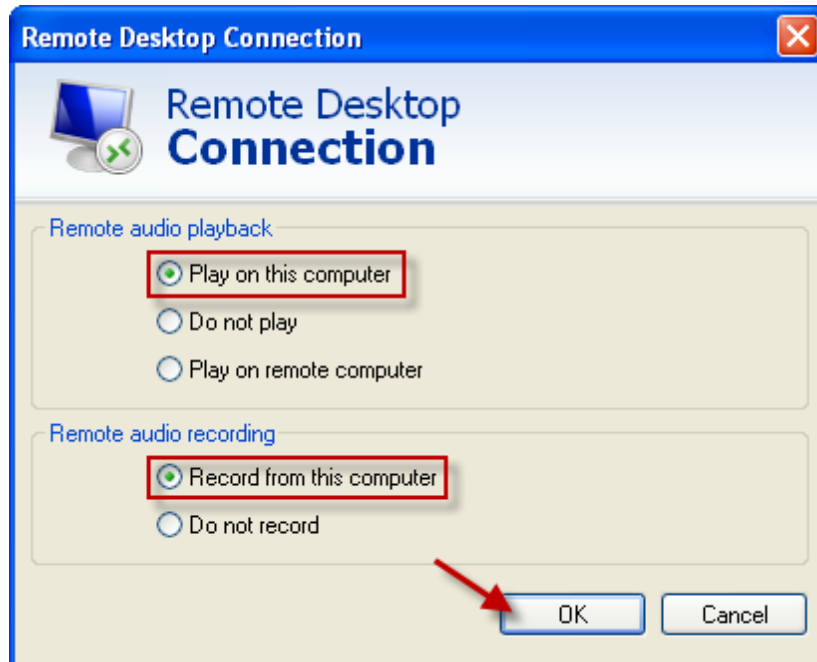 Remote Desktop Connection
Remote Desktop
Connection
Remote audio playback
Play on this computer
Do not play
Play on remote computer
Remote audio recording
Record from this computer
Do not record
OK Cancel